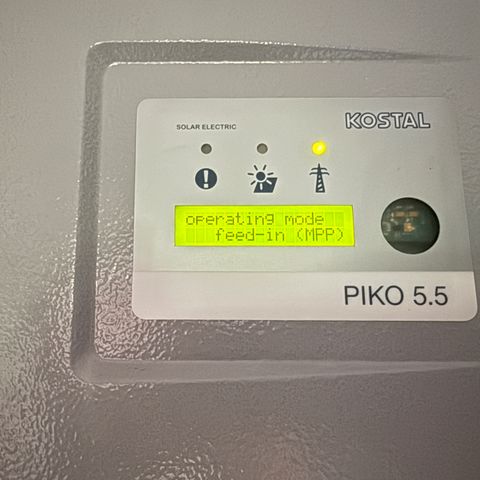 SOLAR ELECTRIC
KOSTAL
operating mode
feed-in (MPP)
PIKO 5.5